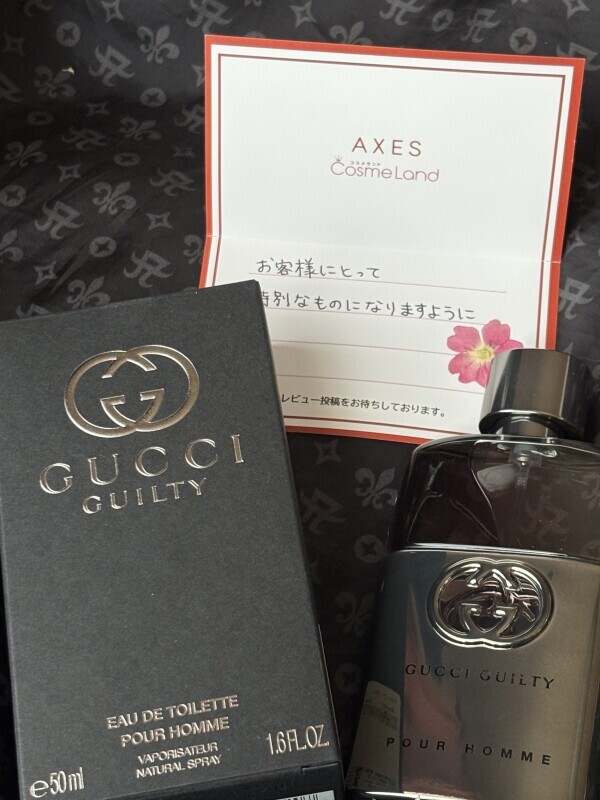 AXES
コスメランド
CosmeLand
お客様にとって
特別なものになりますように
レビュー投稿をお待ちしております。
GUCCI
GUILTY
EAU DE TOILETTE
POUR HOMME
VAPORISATEUR
NATURAL SPRAY
e50ml
1.6 FL.OZ.
GUCCI GUILTY
POUR HOMME